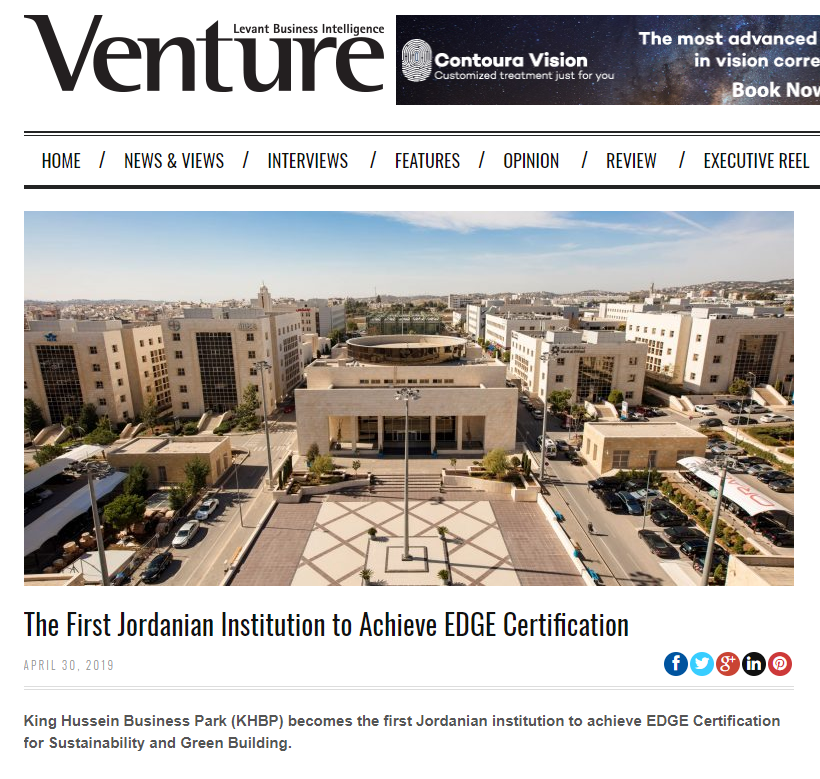 Levant Business Intelligence
Venture
Contoura Vision
Customized treatment just for you
The most advanced
in vision corre
Book Nov
HOME / NEWS & VIEWS / INTERVIEWS / FEATURES / OPINION / REVIEW / EXECUTIVE REEL
The First Jordanian Institution to Achieve EDGE Certification
APRIL 30, 2019
King Hussein Business Park (KHBP) becomes the first Jordanian institution to achieve EDGE Certification
for Sustainability and Green Building.